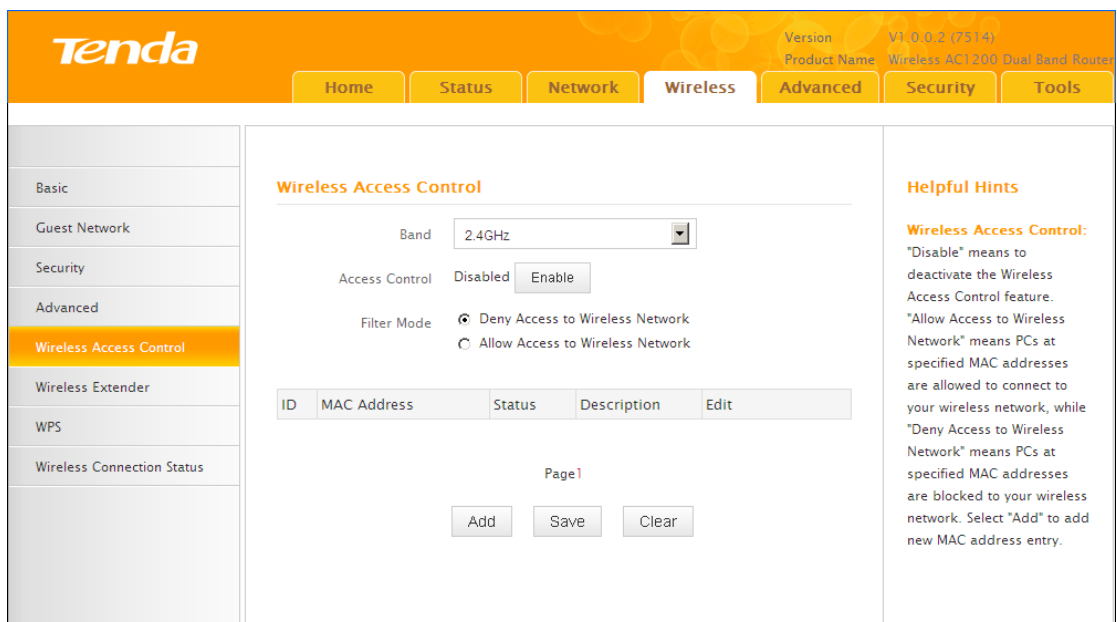 Tenda
Version V1.0.0.2 (7514)
Product Name Wireless AC1200 Dual Band Router
Home Status Network Wireless Advanced Security Tools
Basic
Guest Network
Security
Advanced
Wireless Access Control
Wireless Extender
WPS
Wireless Connection Status
Wireless Access Control
Band 2.4GHz
Access Control Disabled Enable
Filter Mode Deny Access to Wireless Network
Allow Access to Wireless Network
ID MAC Address Status Description Edit
Page1
Add Save Clear
Helpful Hints
Wireless Access Control:
"Disable" means to
deactivate the Wireless
Access Control feature.
"Allow Access to Wireless
Network" means PCs at
specified MAC addresses
are allowed to connect to
your wireless network, while
"Deny Access to Wireless
Network" means PCs at
specified MAC addresses
are blocked to your wireless
network. Select "Add" to add
new MAC address entry.